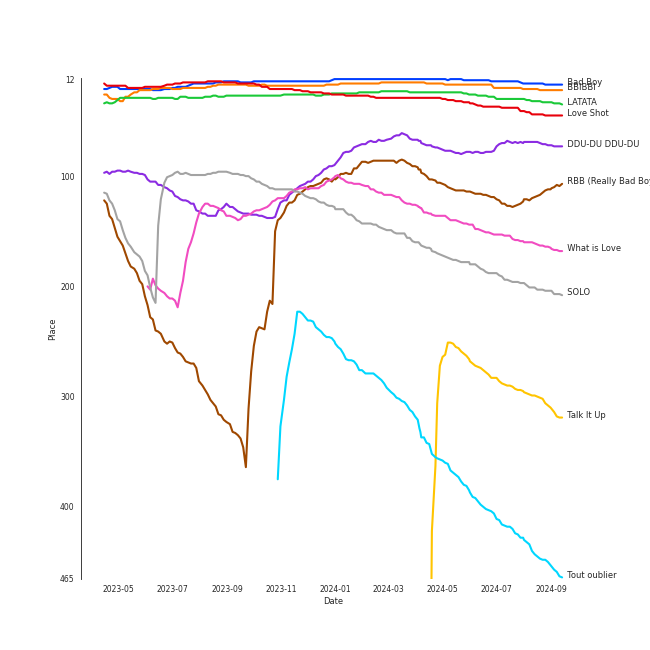 12
100
200
300
400
465
Place
2023-05
2023-07
2023-09
2023-11
2024-01
2024-03
2024-05
2024-07
2024-09
Date
Bad Boy
BIBIBBI
LATATA
Love Shot
DDU-DU DDU-DU
RBB (Really Bad Boy
What is Love
SOLO
Talk It Up
Tout oublier